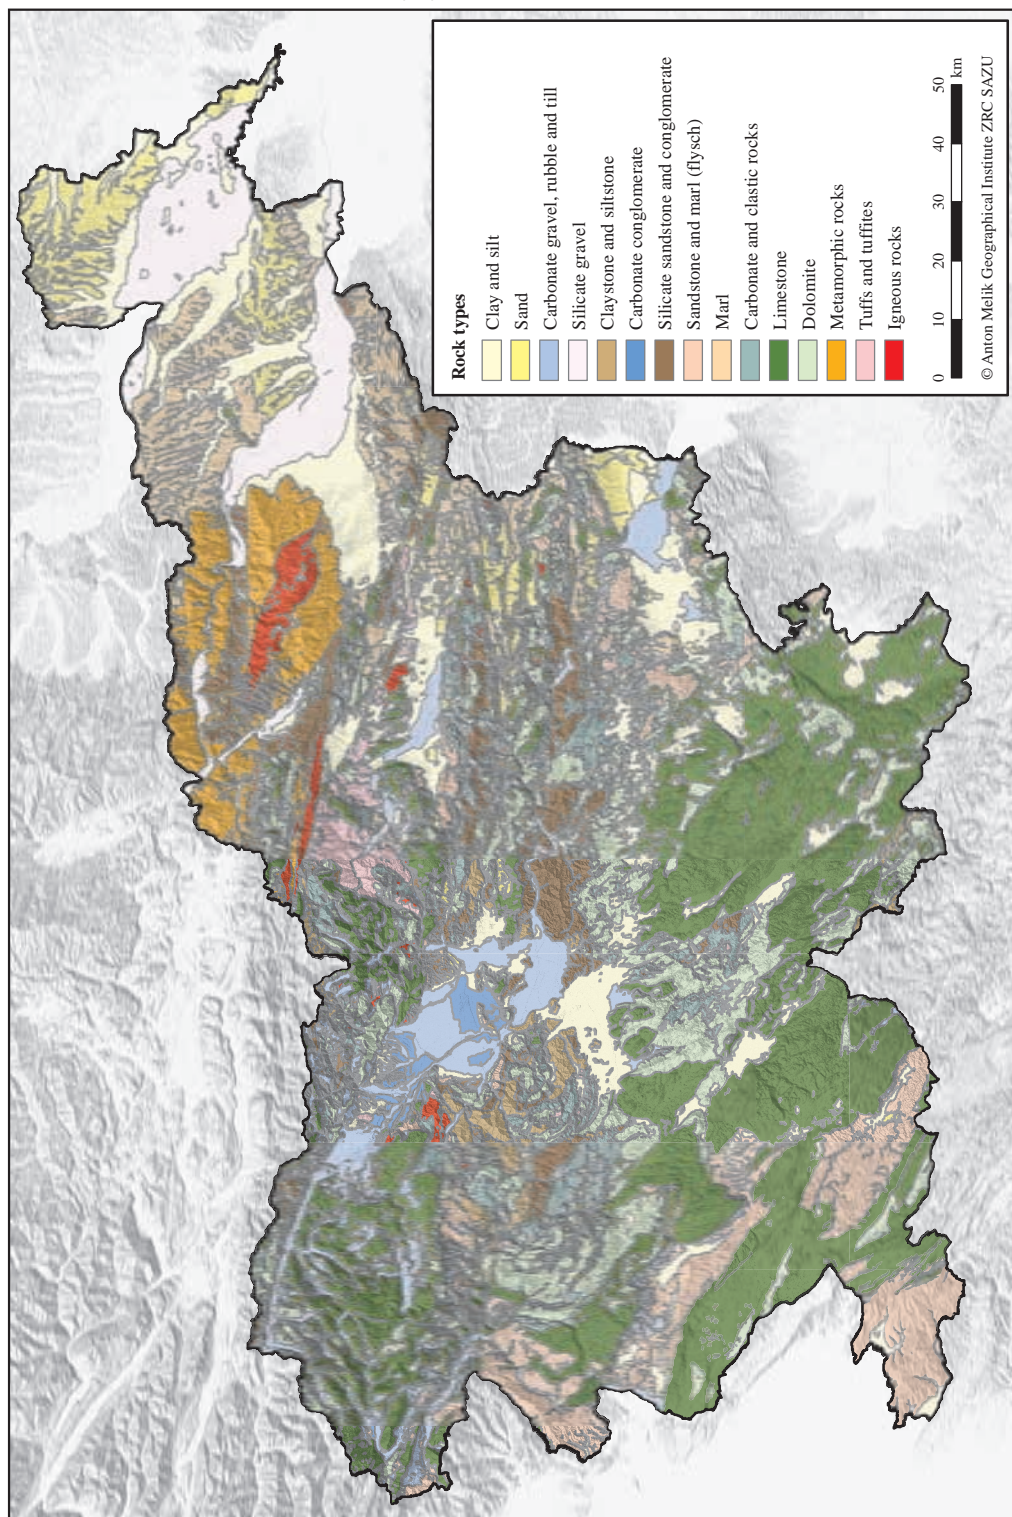 Rock types
Clay and silt
Sand
Carbonate gravel, rubble and till
Silicate gravel
Claystone and siltstone
Carbonate conglomerate
Silicate sandstone and conglomerate
Sandstone and marl (flysch)
Marl
Carbonate and clastic rocks
Limestone
Dolomite
Metamorphic rocks
Tuffs and tuffites
Igneous rocks
0 10 20 30 40 50
km
© Anton Melik Geographical Institute ZRC SAZU